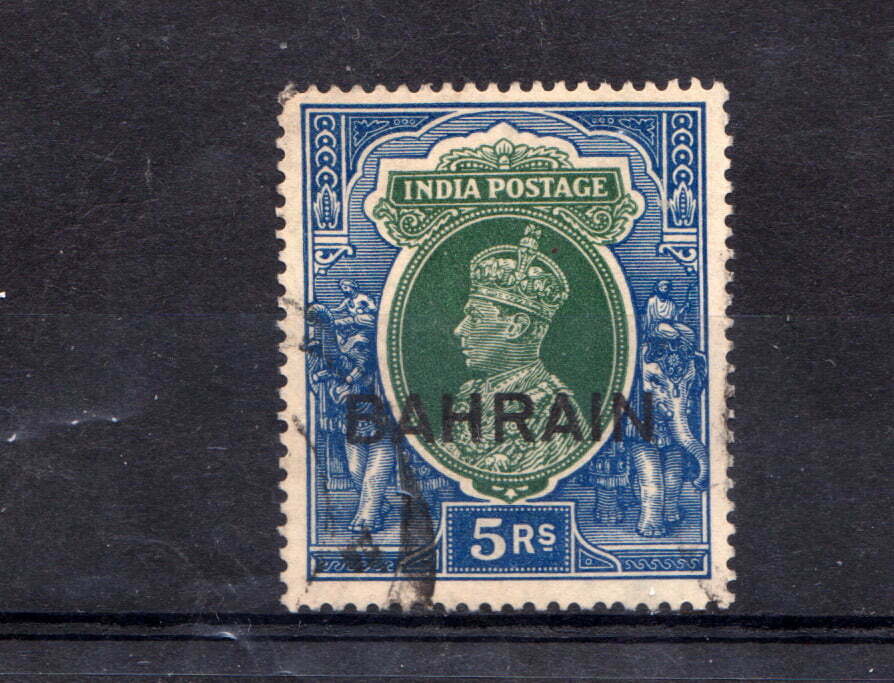 INDIA POSTAGE
BAHRAIN
5 Rs